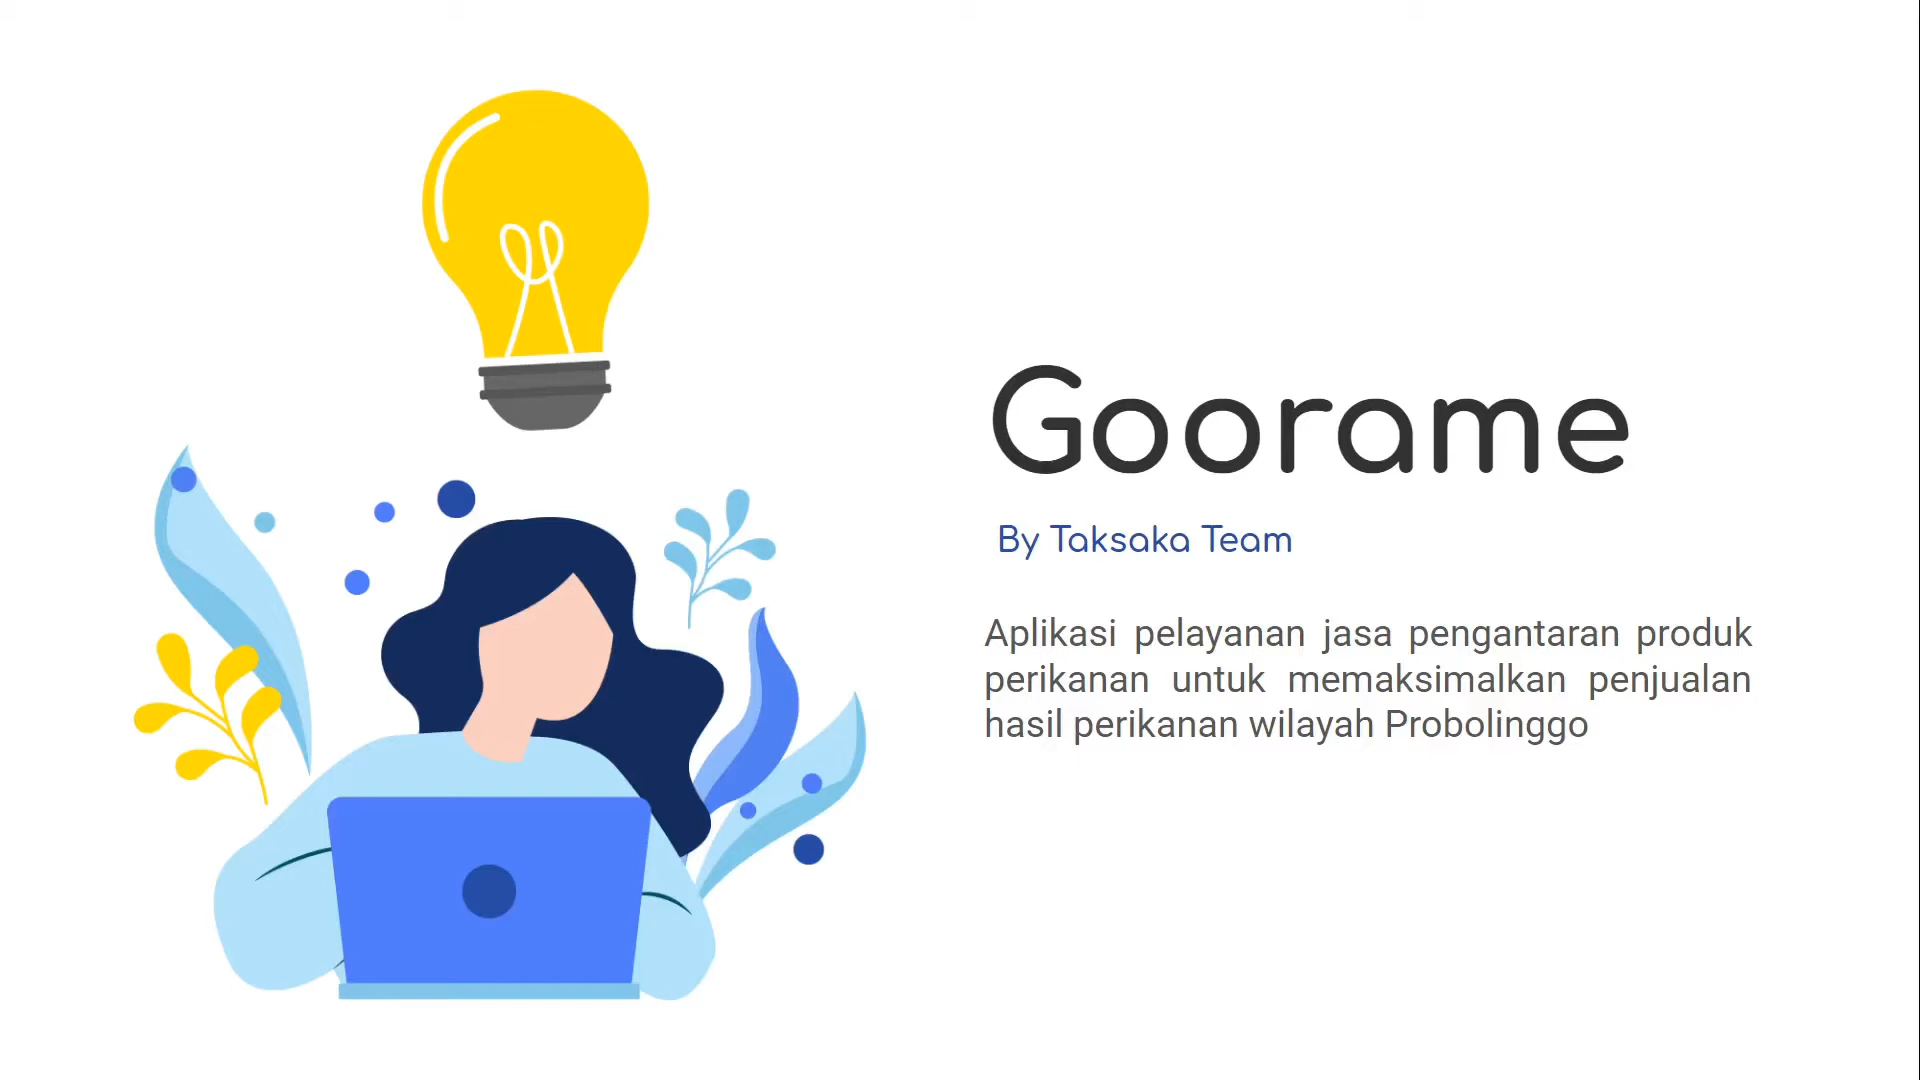 Goorame
By Taksaka Team
Aplikasi pelayanan jasa pengantaran produk
perikanan untuk memaksimalkan penjualan
hasil perikanan wilayah Probolinggo